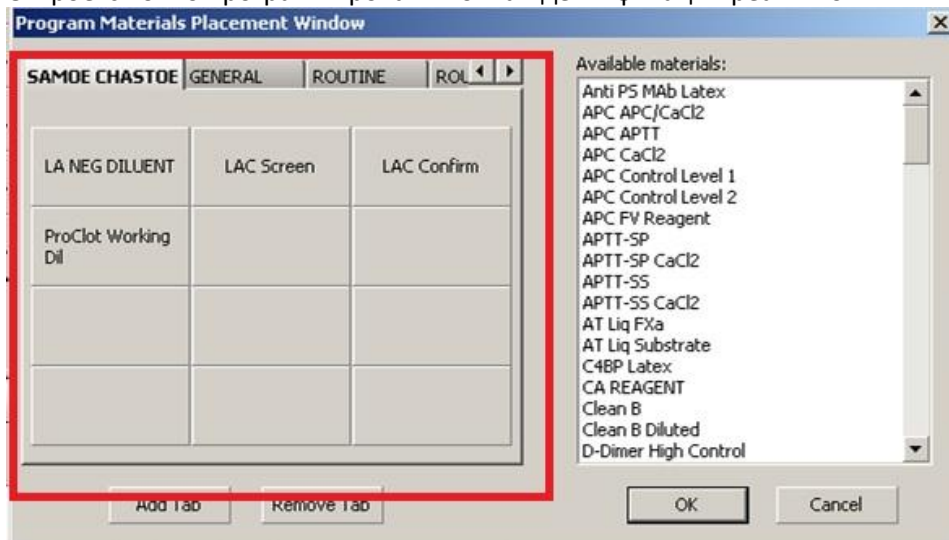 Program Materials Placement Window
SAMOE CHASTOE GENERAL ROUTINE ROU
LA NEG DILUENT LAC Screen LAC Confirm
ProClot Working
Dil
Add Tab Remove Tab
Available materials:
Anti PS MAb Latex
APC APC/CaCl2
APC APTT
APC CaCl2
APC Control Level 1
APC Control Level 2
APC FV Reagent
APTT-SP
APTT-SP CaCl2
APTT-SS
APTT-SS CaCl2
AT Liq FXa
AT Liq Substrate
C4BP Latex
CA REAGENT
Clean B
Clean B Diluted
D-Dimer High Control
OK Cancel